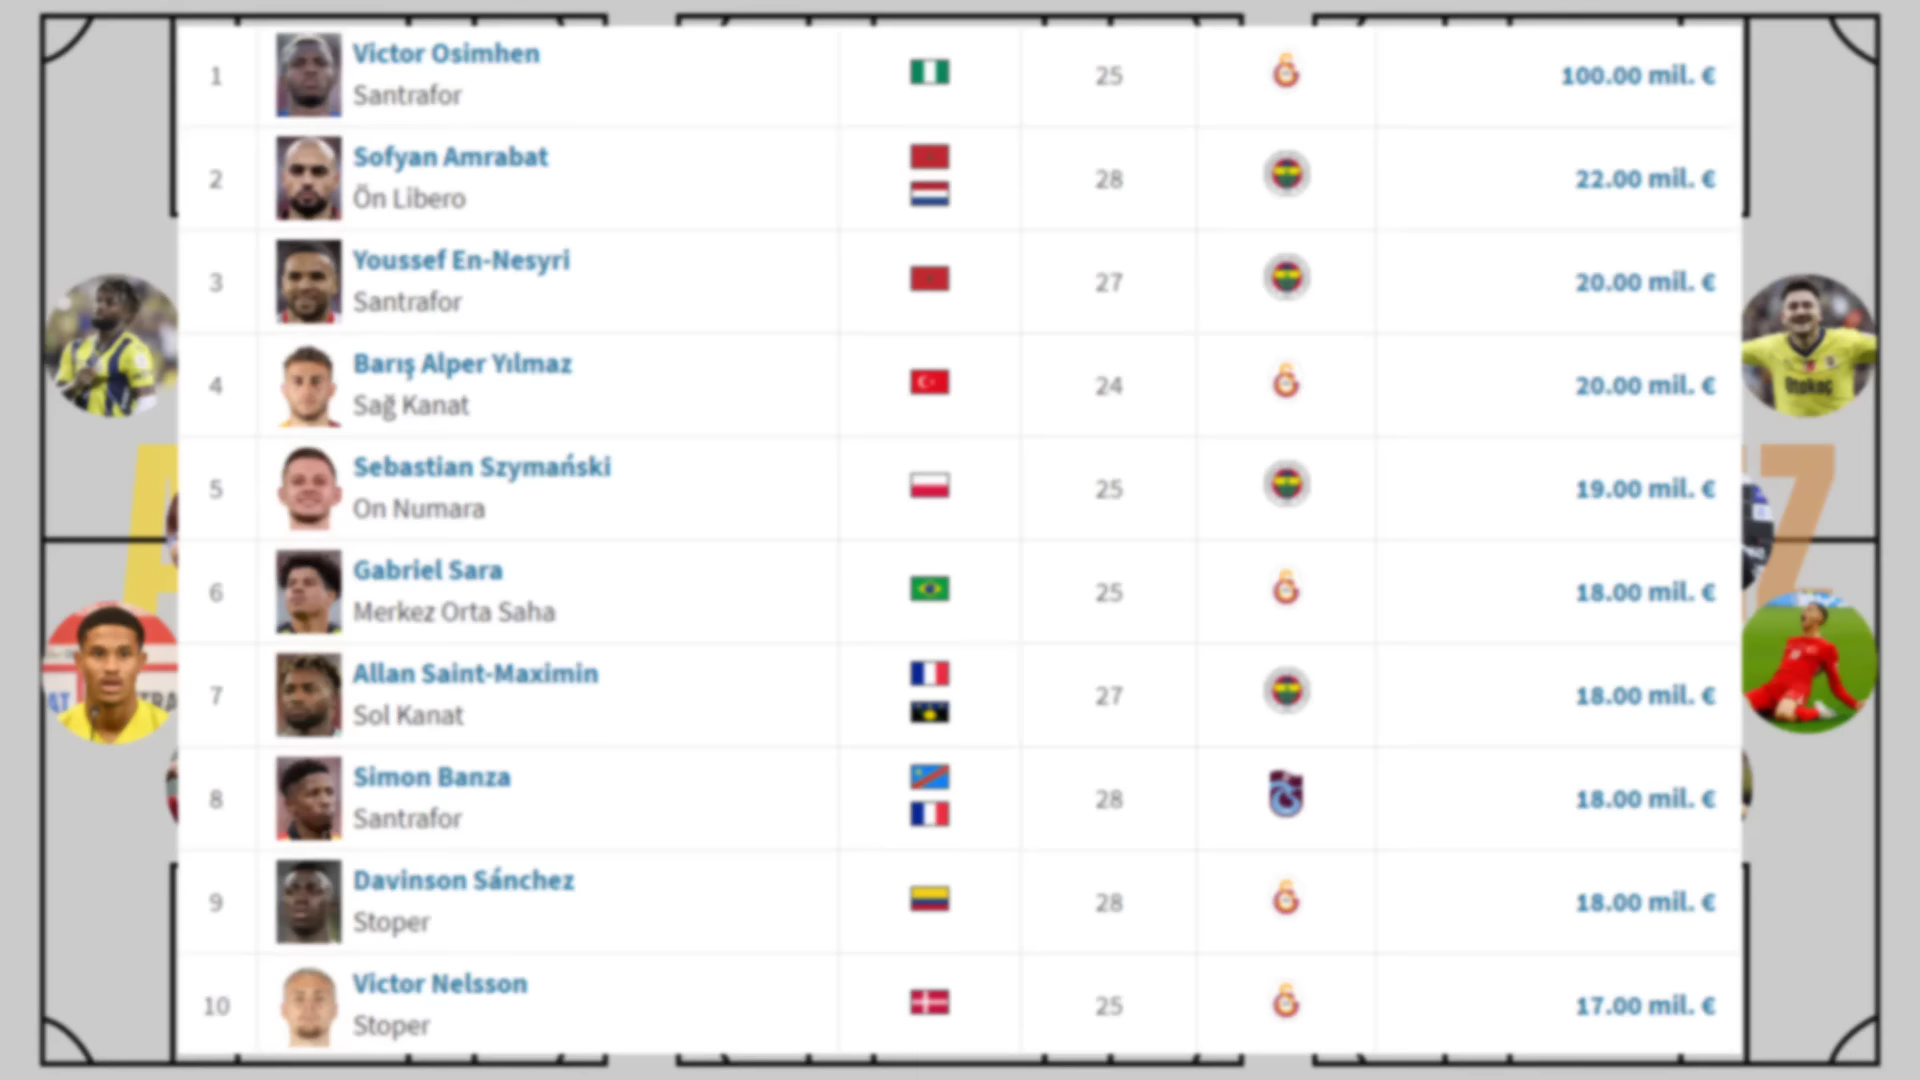 1
Victor Osimhen
Santrafor
25
100.00 mil. €
2
Sofyan Amrabat
Ön Libero
28
22.00 mil. €
3
Youssef En-Nesyri
Santrafor
27
20.00 mil. €
4
Barış Alper Yılmaz
Sağ Kanat
24
20.00 mil. €
5
Sebastian Szymański
On Numara
25
19.00 mil. €
6
Gabriel Sara
Merkez Orta Saha
25
18.00 mil. €
7
Allan Saint-Maximin
Sol Kanat
27
18.00 mil. €
8
Simon Banza
Santrafor
28
18.00 mil. €
9
Davinson Sánchez
Stoper
28
18.00 mil. €
10
Victor Nelsson
Stoper
25
17.00 mil. €
Otokoç